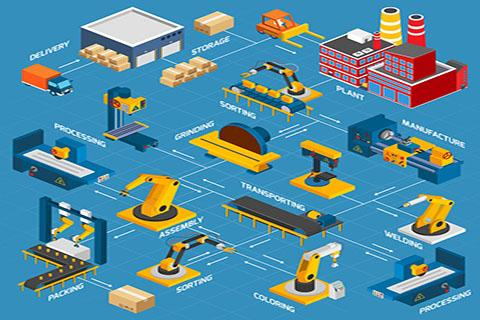 DELIVERY
STORAGE
PLANT
SORTING
MANUFACTURE
PROCESSING
GRINDING
TRANSPORTING
ASSEMBLY
WELDING
PACKING
SORTING
COLORING
PROCESSING